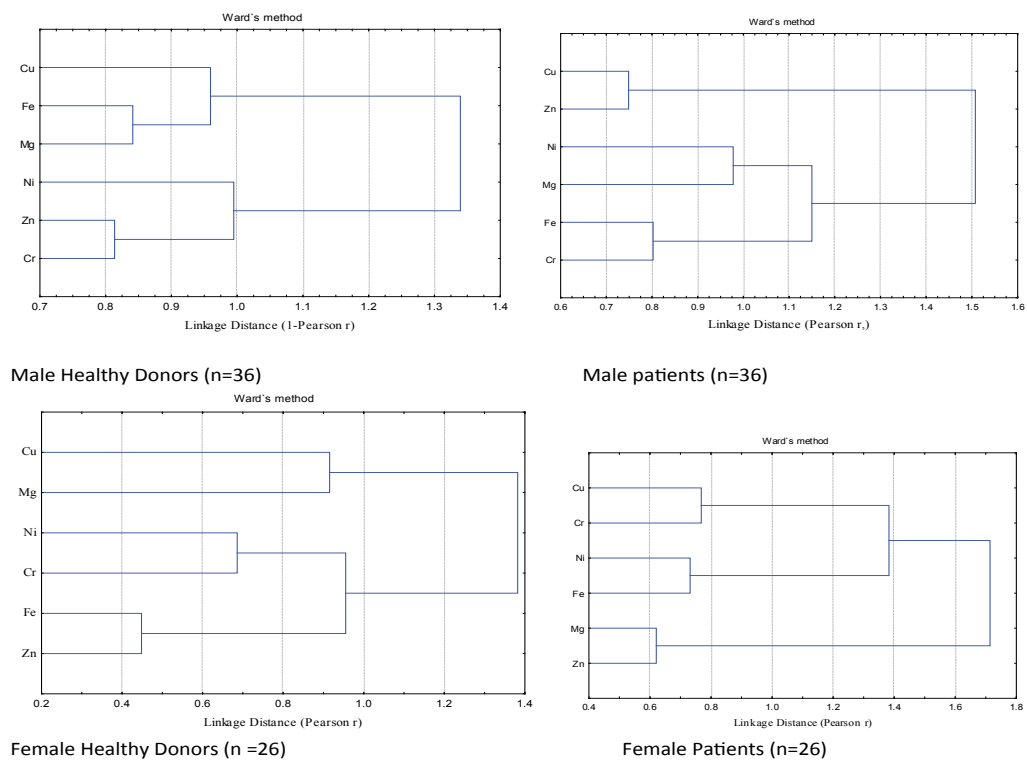 Ward`s method
Cu
Fe
Mg
Ni
Zn
Cr
0.7 0.8 0.9 1.0 1.1 1.2 1.3 1.4
Linkage Distance (1-Pearson r)
Male Healthy Donors (n=36)
Ward`s method
Cu
Zn
Ni
Mg
Fe
Cr
0.6 0.7 0.8 0.9 1.0 1.1 1.2 1.3 1.4 1.5 1.6
Linkage Distance (Pearson r,)
Male patients (n=36)
Ward`s method
Cu
Mg
Ni
Cr
Fe
Zn
0.2 0.4 0.6 0.8 1.0 1.2 1.4
Linkage Distance (Pearson r)
Female Healthy Donors (n =26)
Ward`s method
Cu
Cr
Ni
Fe
Mg
Zn
0.4 0.6 0.8 1.0 1.2 1.4 1.6 1.8
Linkage Distance (Pearson r)
Female Patients (n=26)